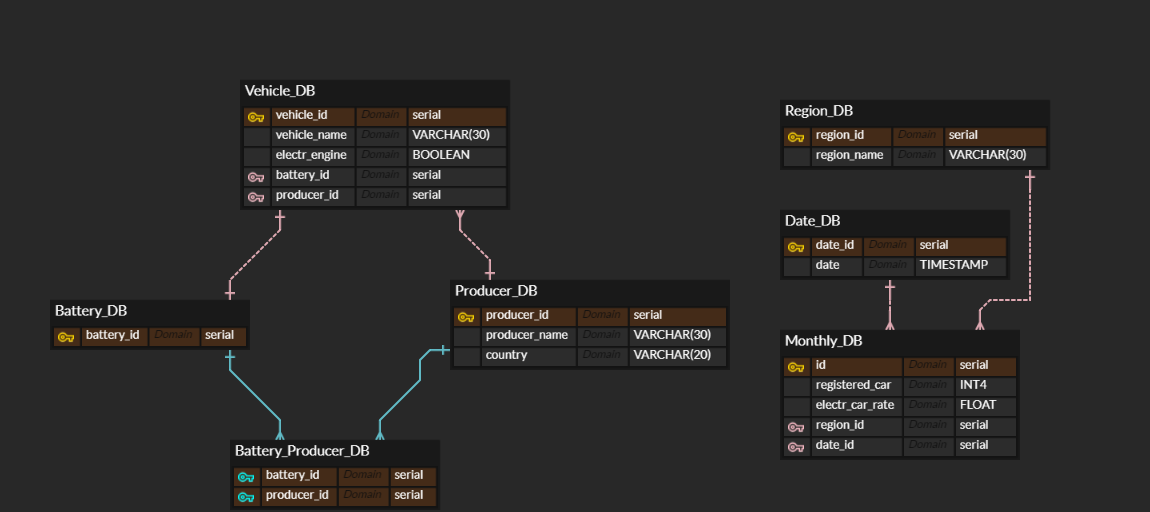 Vehicle_DB
vehicle_id Domain serial
vehicle_name Domain VARCHAR(30)
electr_engine Domain BOOLEAN
battery_id Domain serial
producer_id Domain serial
Battery_DB
battery_id Domain serial
Producer_DB
producer_id Domain serial
producer_name Domain VARCHAR(30)
country Domain VARCHAR(20)
Battery_Producer_DB
battery_id Domain serial
producer_id Domain serial
Region_DB
region_id Domain serial
region_name Domain VARCHAR(30)
Date_DB
date_id Domain serial
date Domain TIMESTAMP
Monthly_DB
id Domain serial
registered_car Domain INT4
electr_car_rate Domain FLOAT
region_id Domain serial
date_id Domain serial